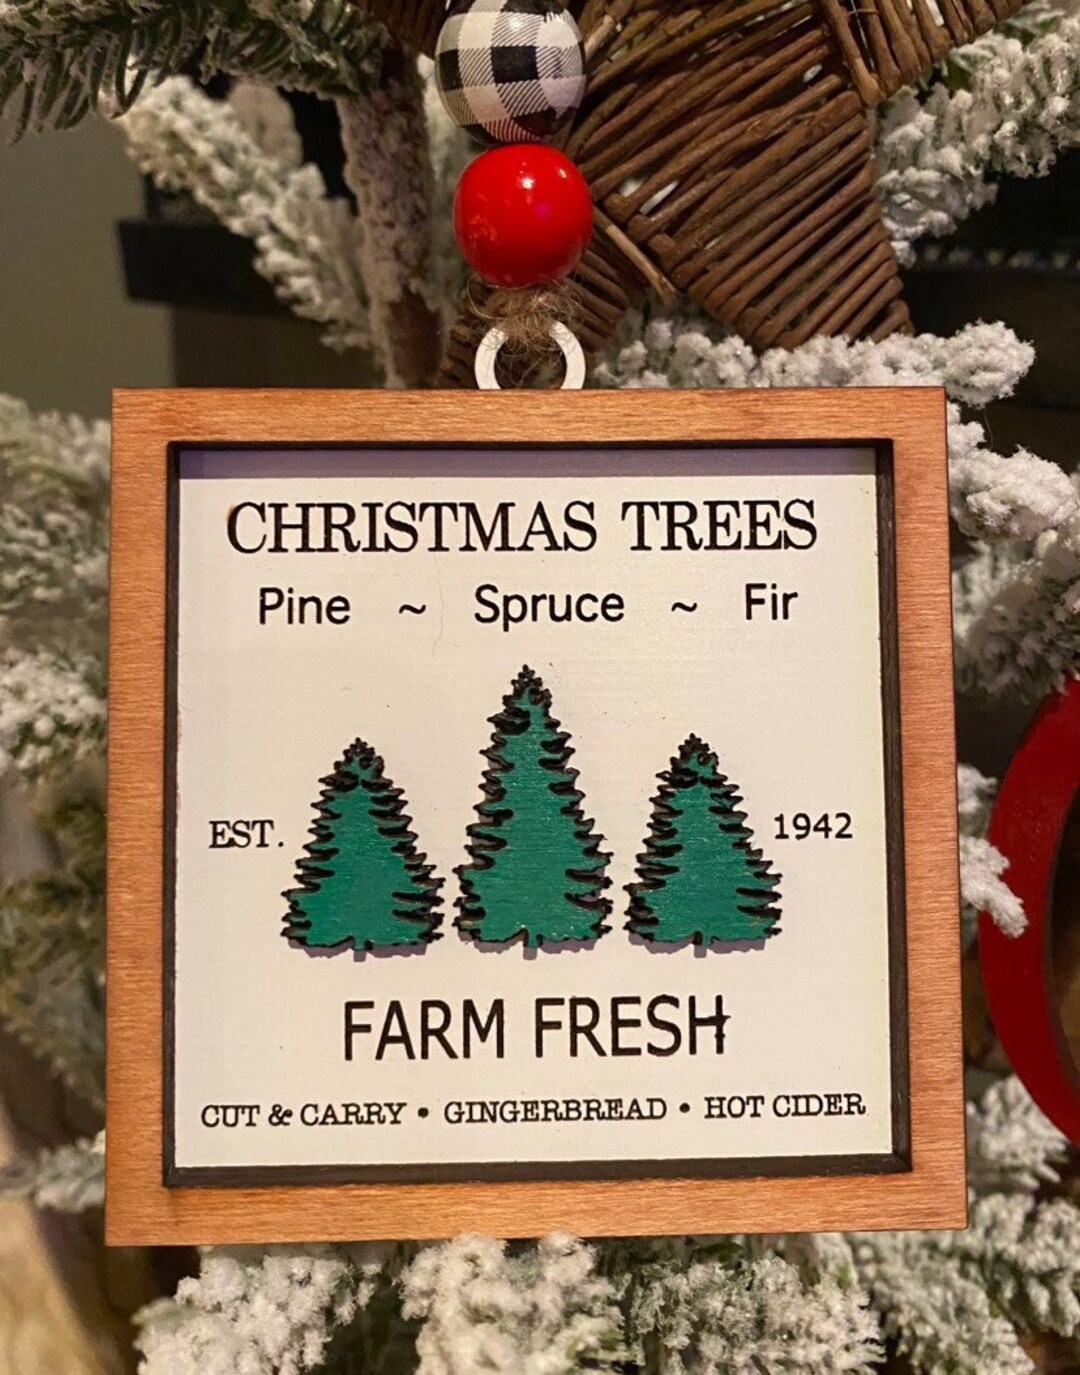 CHRISTMAS TREES
Pine ~ Spruce ~ Fir
EST. 1942
FARM FRESH
CUT & CARRY • GINGERBREAD • HOT CIDER